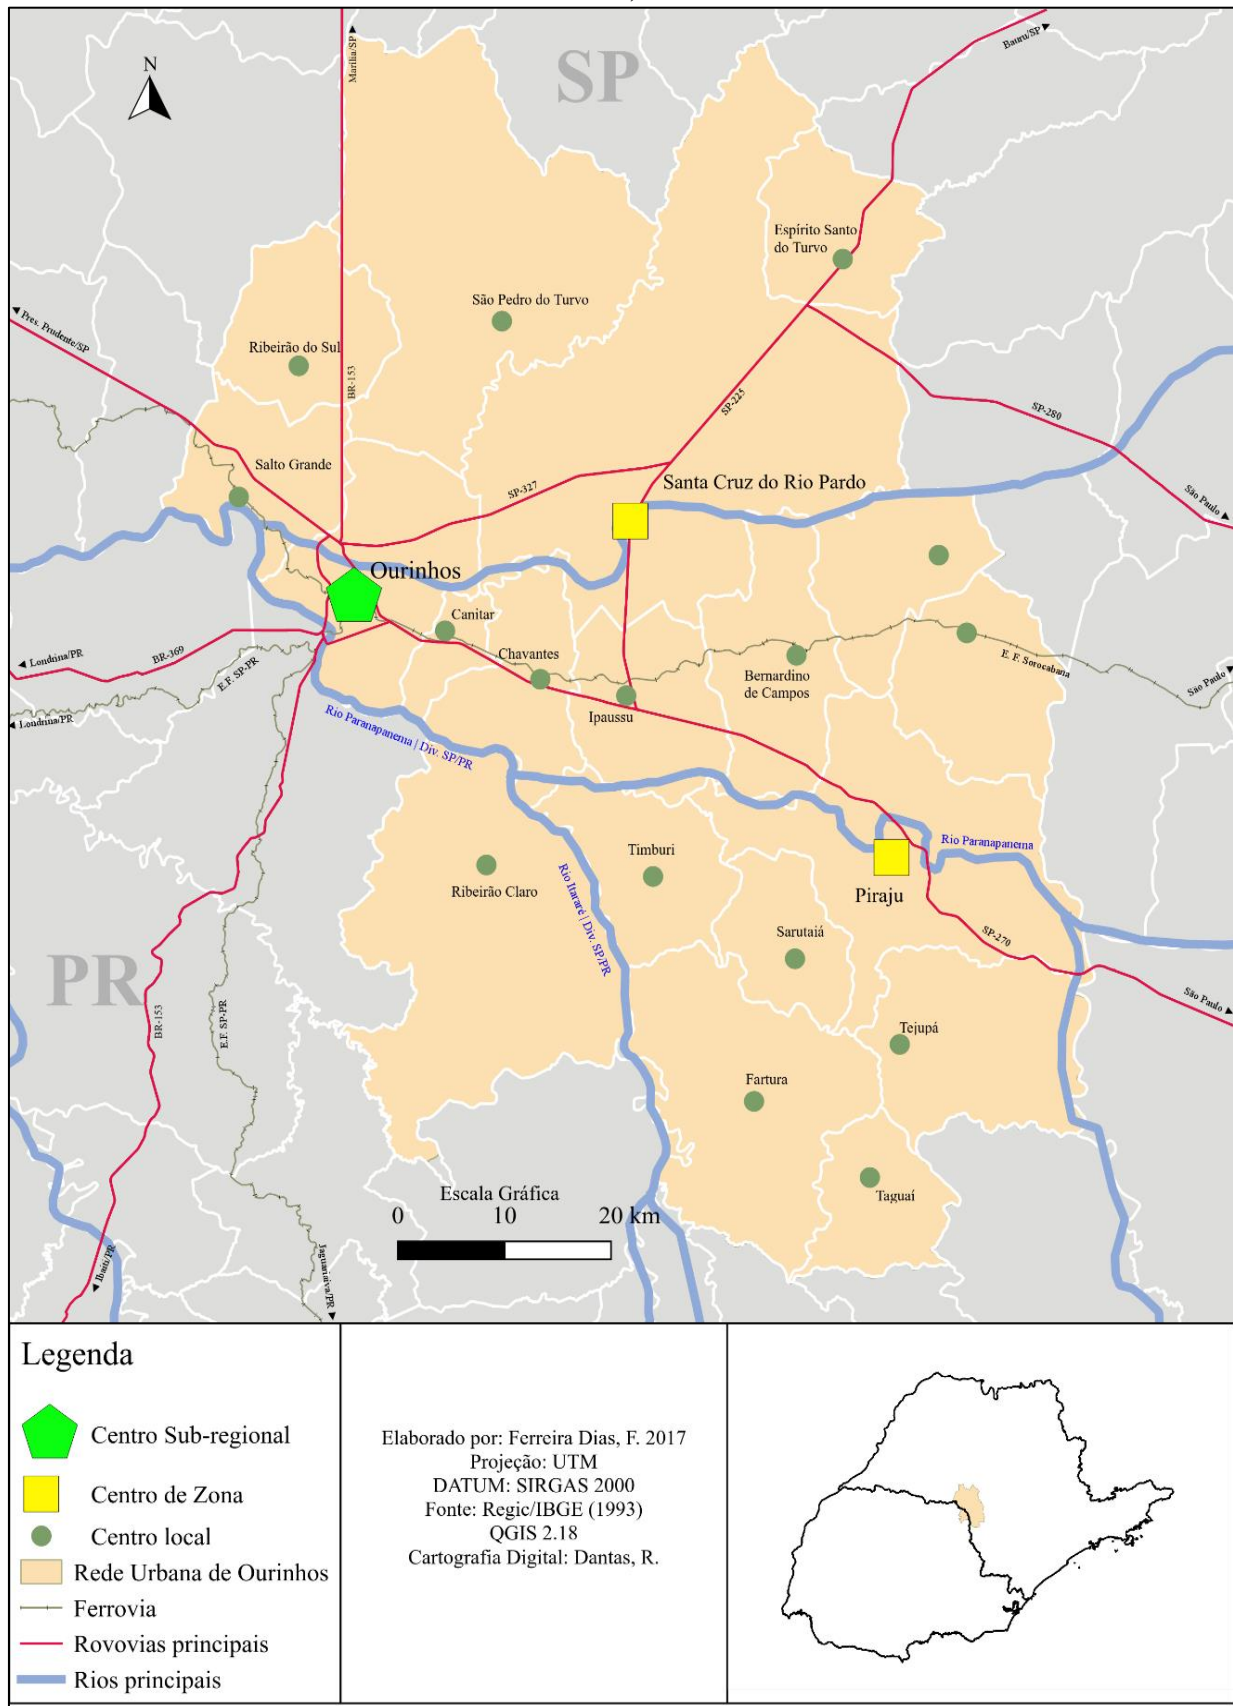 SP
Bauru/SP
Marília/SP
N
Espírito Santo
do Turvo
São Pedro do Turvo
Pres. Prudente/SP
Ribeirão do Sul
BR-153
SP-225
SP-280
Salto Grande
Santa Cruz do Rio Pardo
SP-327
São Paulo
Ourinhos
Canitar
Londrina/PR
BR-369
E.F. SP-PR
Chavantes
Bernardino
de Campos
E. F. Sorocabana
São Paulo
Londrina/PR
Ipaussu
Rio Paranapanema | Div. SP/PR
Rio Paranapanema
Timburi
Ribeirão Claro
Rio Itararé | Div. SP/PR
Piraju
Sarutaiá
SP-270
PR
São Paulo
BR-153
E.F. SP-PR
Tejupá
Fartura
Taguaí
Escala Gráfica
0 10 20 km
Ibaiti/PR
Jaguariaíva/PR
Legenda
Centro Sub-regional
Centro de Zona
Centro local
Rede Urbana de Ourinhos
Ferrovia
Rovovias principais
Rios principais
Elaborado por: Ferreira Dias, F. 2017
Projeção: UTM
DATUM: SIRGAS 2000
Fonte: Regic/IBGE (1993)
QGIS 2.18
Cartografia Digital: Dantas, R.